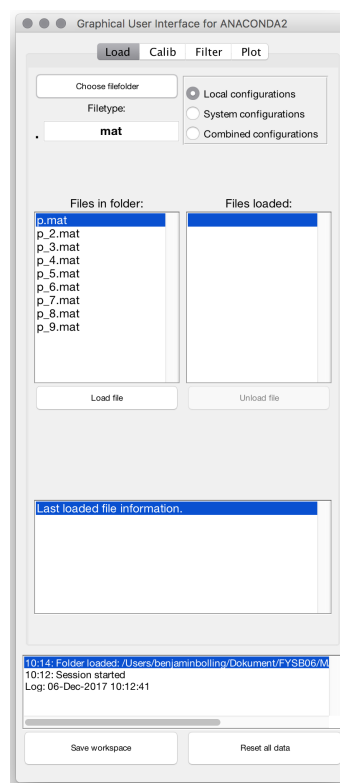 Graphical User Interface for ANACONDA2
Load Calib Filter Plot
Choose filefolder
Filetype:
. mat
Local configurations
System configurations
Combined configurations
Files in folder:
Files loaded:
p.mat
p_2.mat
p_3.mat
p_4.mat
p_5.mat
p_6.mat
p_7.mat
p_8.mat
p_9.mat
Load file
Unload file
Last loaded file information.
10:14: Folder loaded: /Users/benjaminbolling/Dokument/FYSB06/M
10:12: Session started
Log: 06-Dec-2017 10:12:41
Save workspace
Reset all data